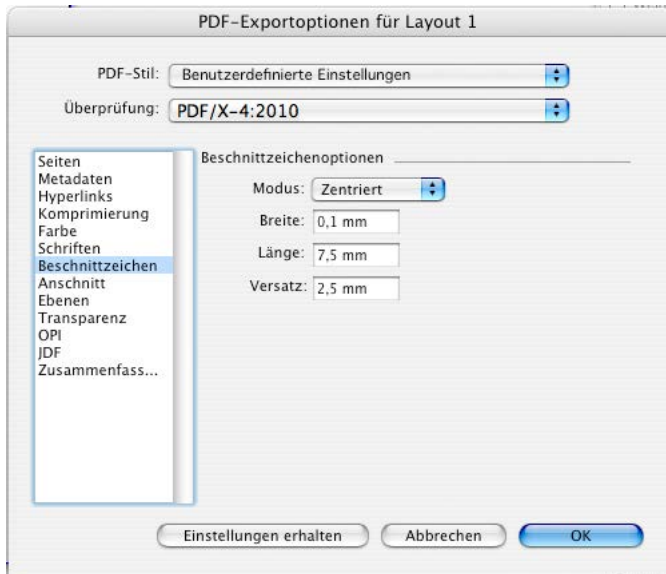 PDF-Exportoptionen für Layout 1
PDF-Stil: Benutzerdefinierte Einstellungen
Überprüfung: PDF/X-4:2010
Seiten
Metadaten
Hyperlinks
Komprimierung
Farbe
Schriften
Beschnittzeichen
Anschnitt
Ebenen
Transparenz
OPI
JDF
Zusammenfass...
Beschnittzeichenoptionen
Modus: Zentriert
Breite: 0,1 mm
Länge: 7,5 mm
Versatz: 2,5 mm
Einstellungen erhalten Abbrechen OK